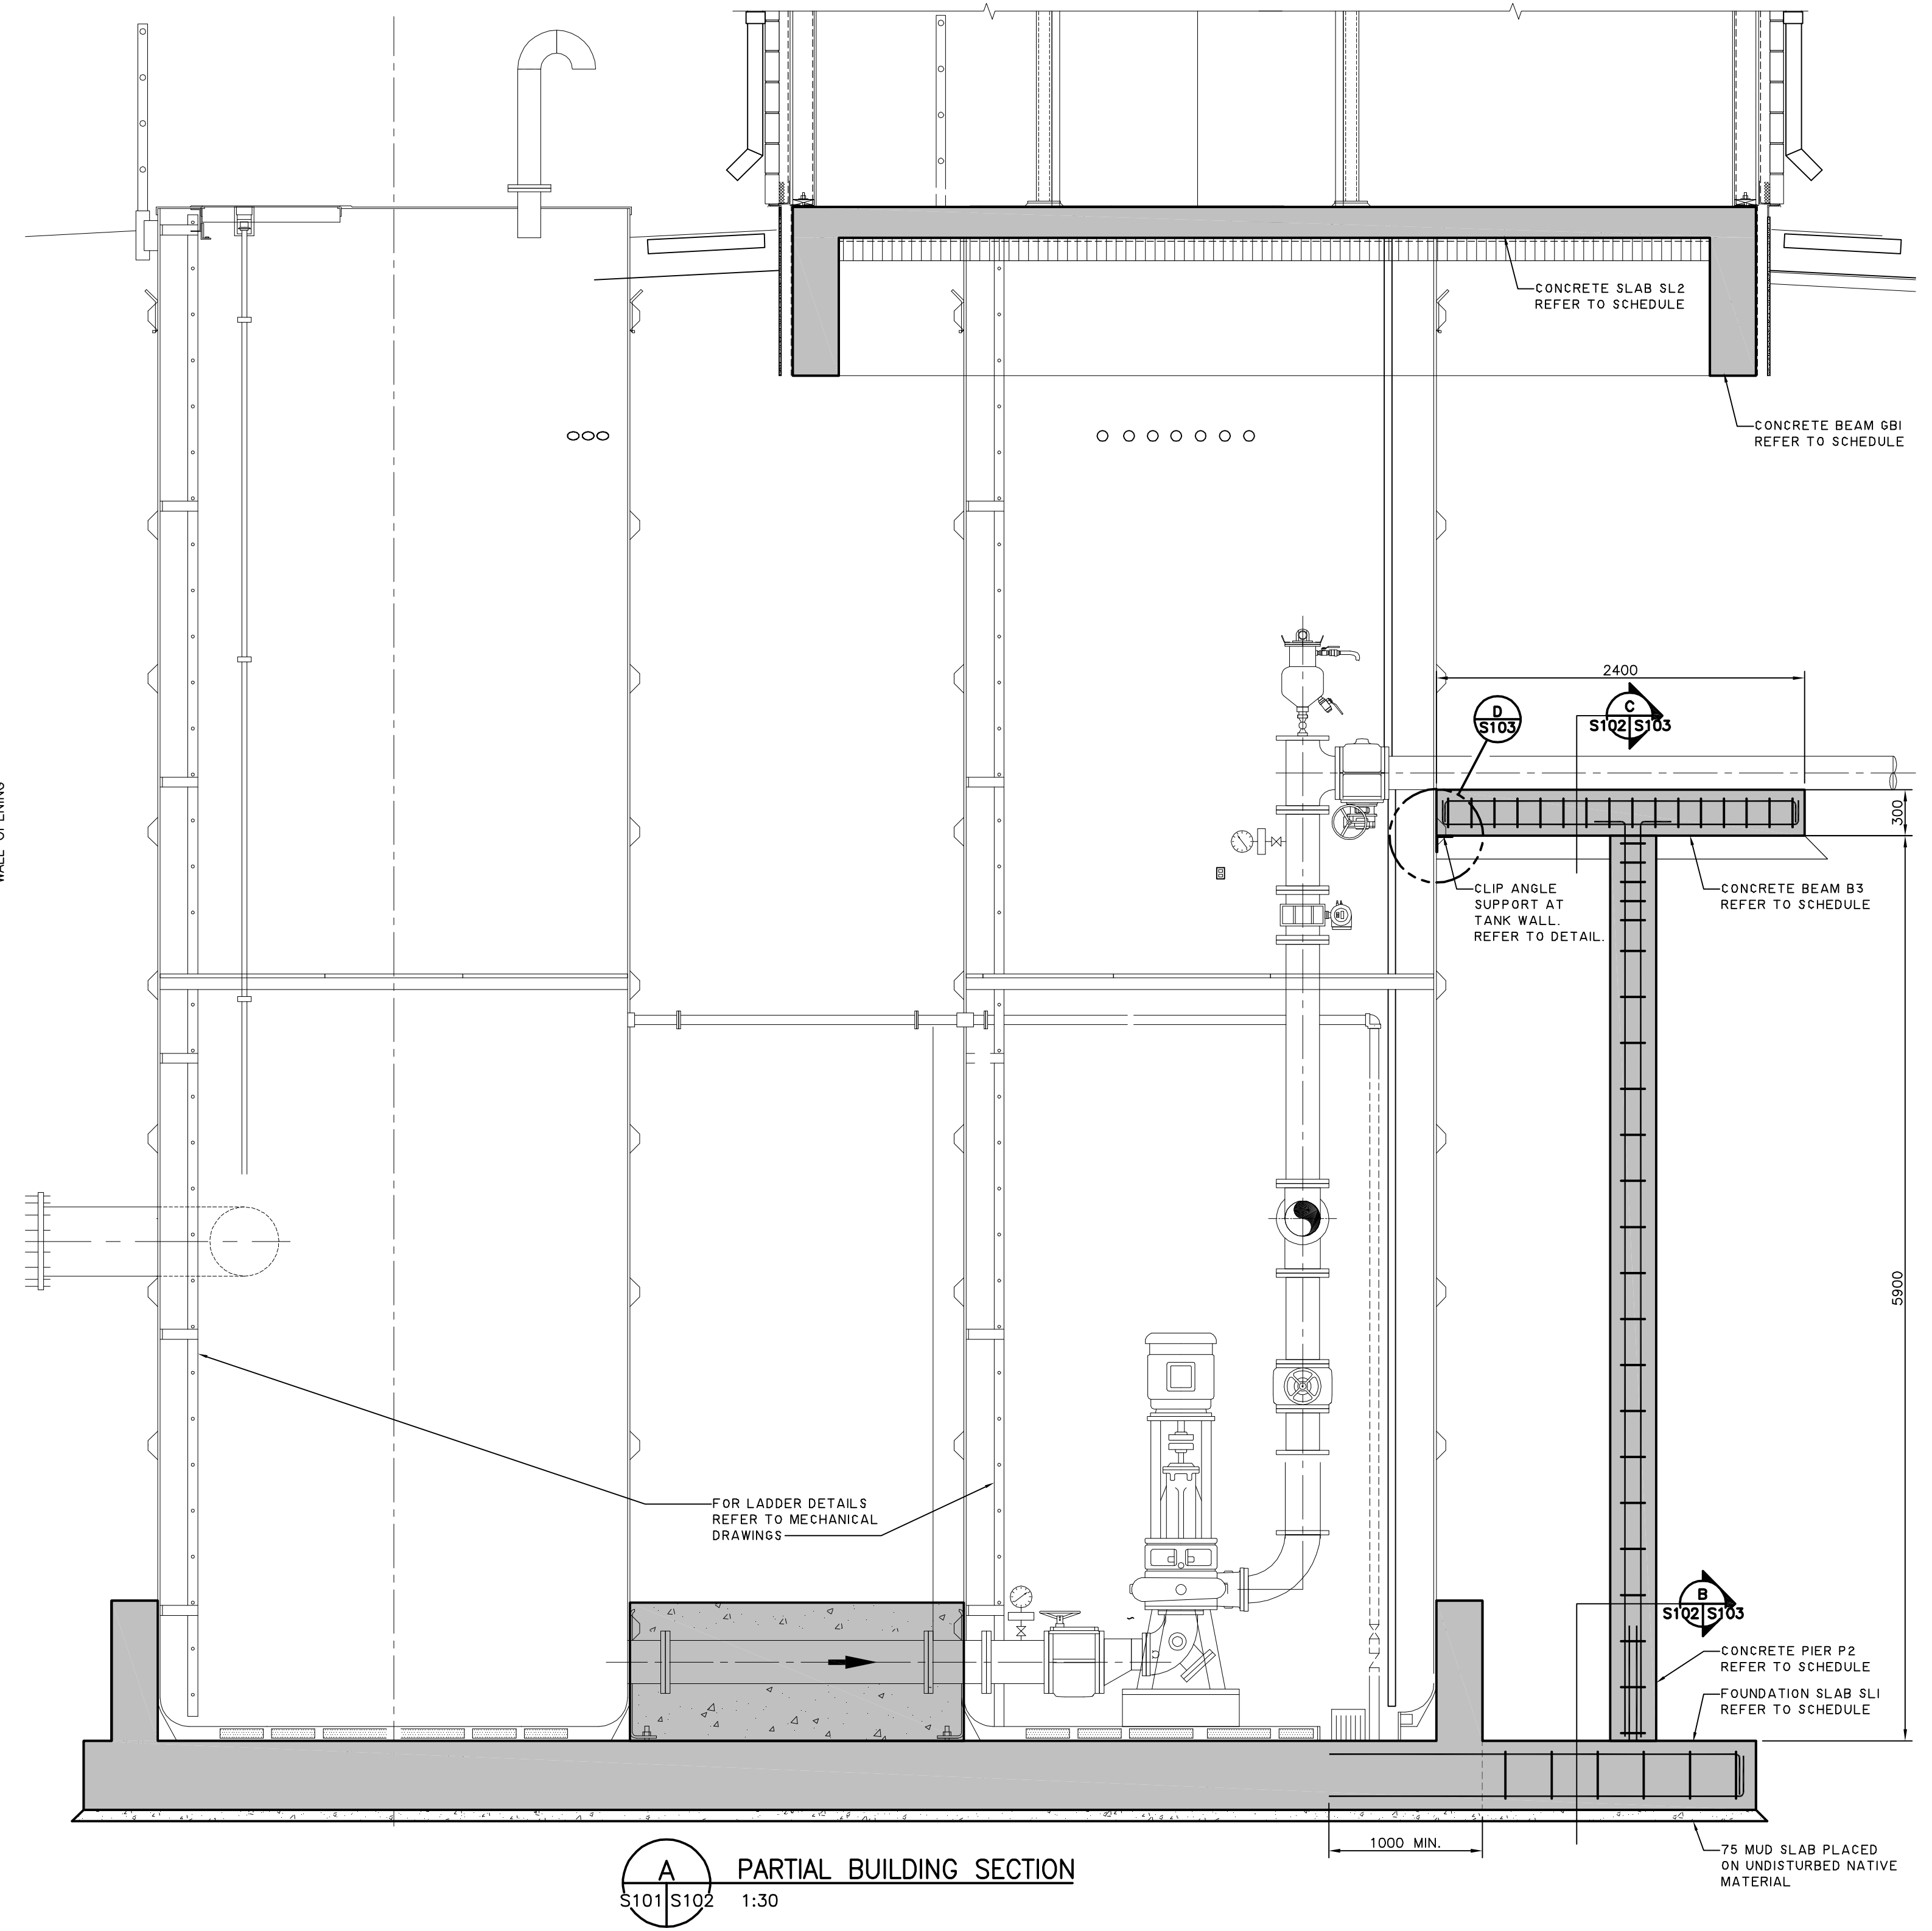 CONCRETE SLAB SL2
REFER TO SCHEDULE
CONCRETE BEAM GB1
REFER TO SCHEDULE
2400
D
S103
C
S102 S103
300
CLIP ANGLE
SUPPORT AT
TANK WALL.
REFER TO DETAIL.
CONCRETE BEAM B3
REFER TO SCHEDULE
5900
FOR LADDER DETAILS
REFER TO MECHANICAL
DRAWINGS
B
S102 S103
CONCRETE PIER P2
REFER TO SCHEDULE
FOUNDATION SLAB SL1
REFER TO SCHEDULE
1000 MIN.
75 MUD SLAB PLACED
ON UNDISTURBED NATIVE
MATERIAL
A
S101 S102
PARTIAL BUILDING SECTION
1:30